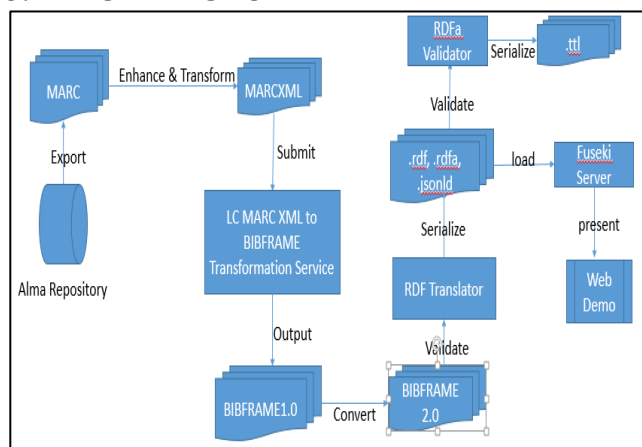 MARC
Enhance & Transform
MARCXML
Export
Alma Repository
Submit
LC MARC XML to
BIBFRAME
Transformation Service
Output
BIBFRAME1.0
Convert
BIBFRAME
2.0
Validate
RDF Translator
Serialize
.rdf, .rdfa,
.jsonld
Validate
RDFa
Validator
Serialize
.ttl
load
Fuseki
Server
present
Web
Demo